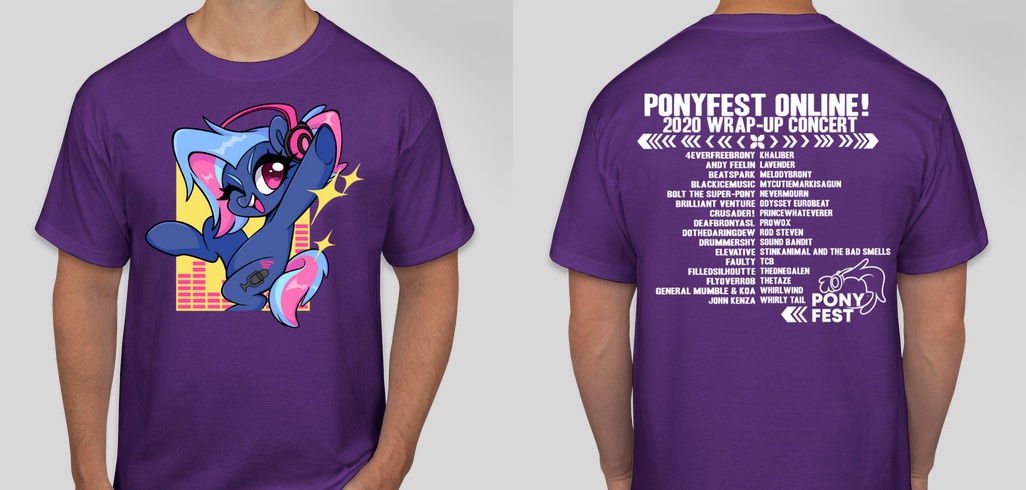 PONYFEST ONLINE!
2020 WRAP-UP CONCERT
4EVERFREEBRONY KHALIBER
ANDY FEELIN LAVENDER
BEATSPARK MELODYBRONY
BLACKICEMUSIC MYCUTIEMARKISAGUN
BOLT THE SUPER-PONY NEVERMOURN
BRILLIANT VENTURE ODYSSEY EUROBEAT
CRUSADER! PRINCEWHATEVERER
DEAFBRONYASL PROWOX
DOTHEDARINGDEW ROD STEVEN
DRUMMERSHY SOUND BANDIT
ELEVATIVE STINKANIMAL AND THE BAD SMELLS
FAULTY TCB
FILLEDSILHOUTTE THEONEGALEN
FLYOVERROB THETAZE
GENERAL MUMBLE & KOA WHIRLWIND
JOHN KENZA WHIRLY TAIL
PONY
FEST